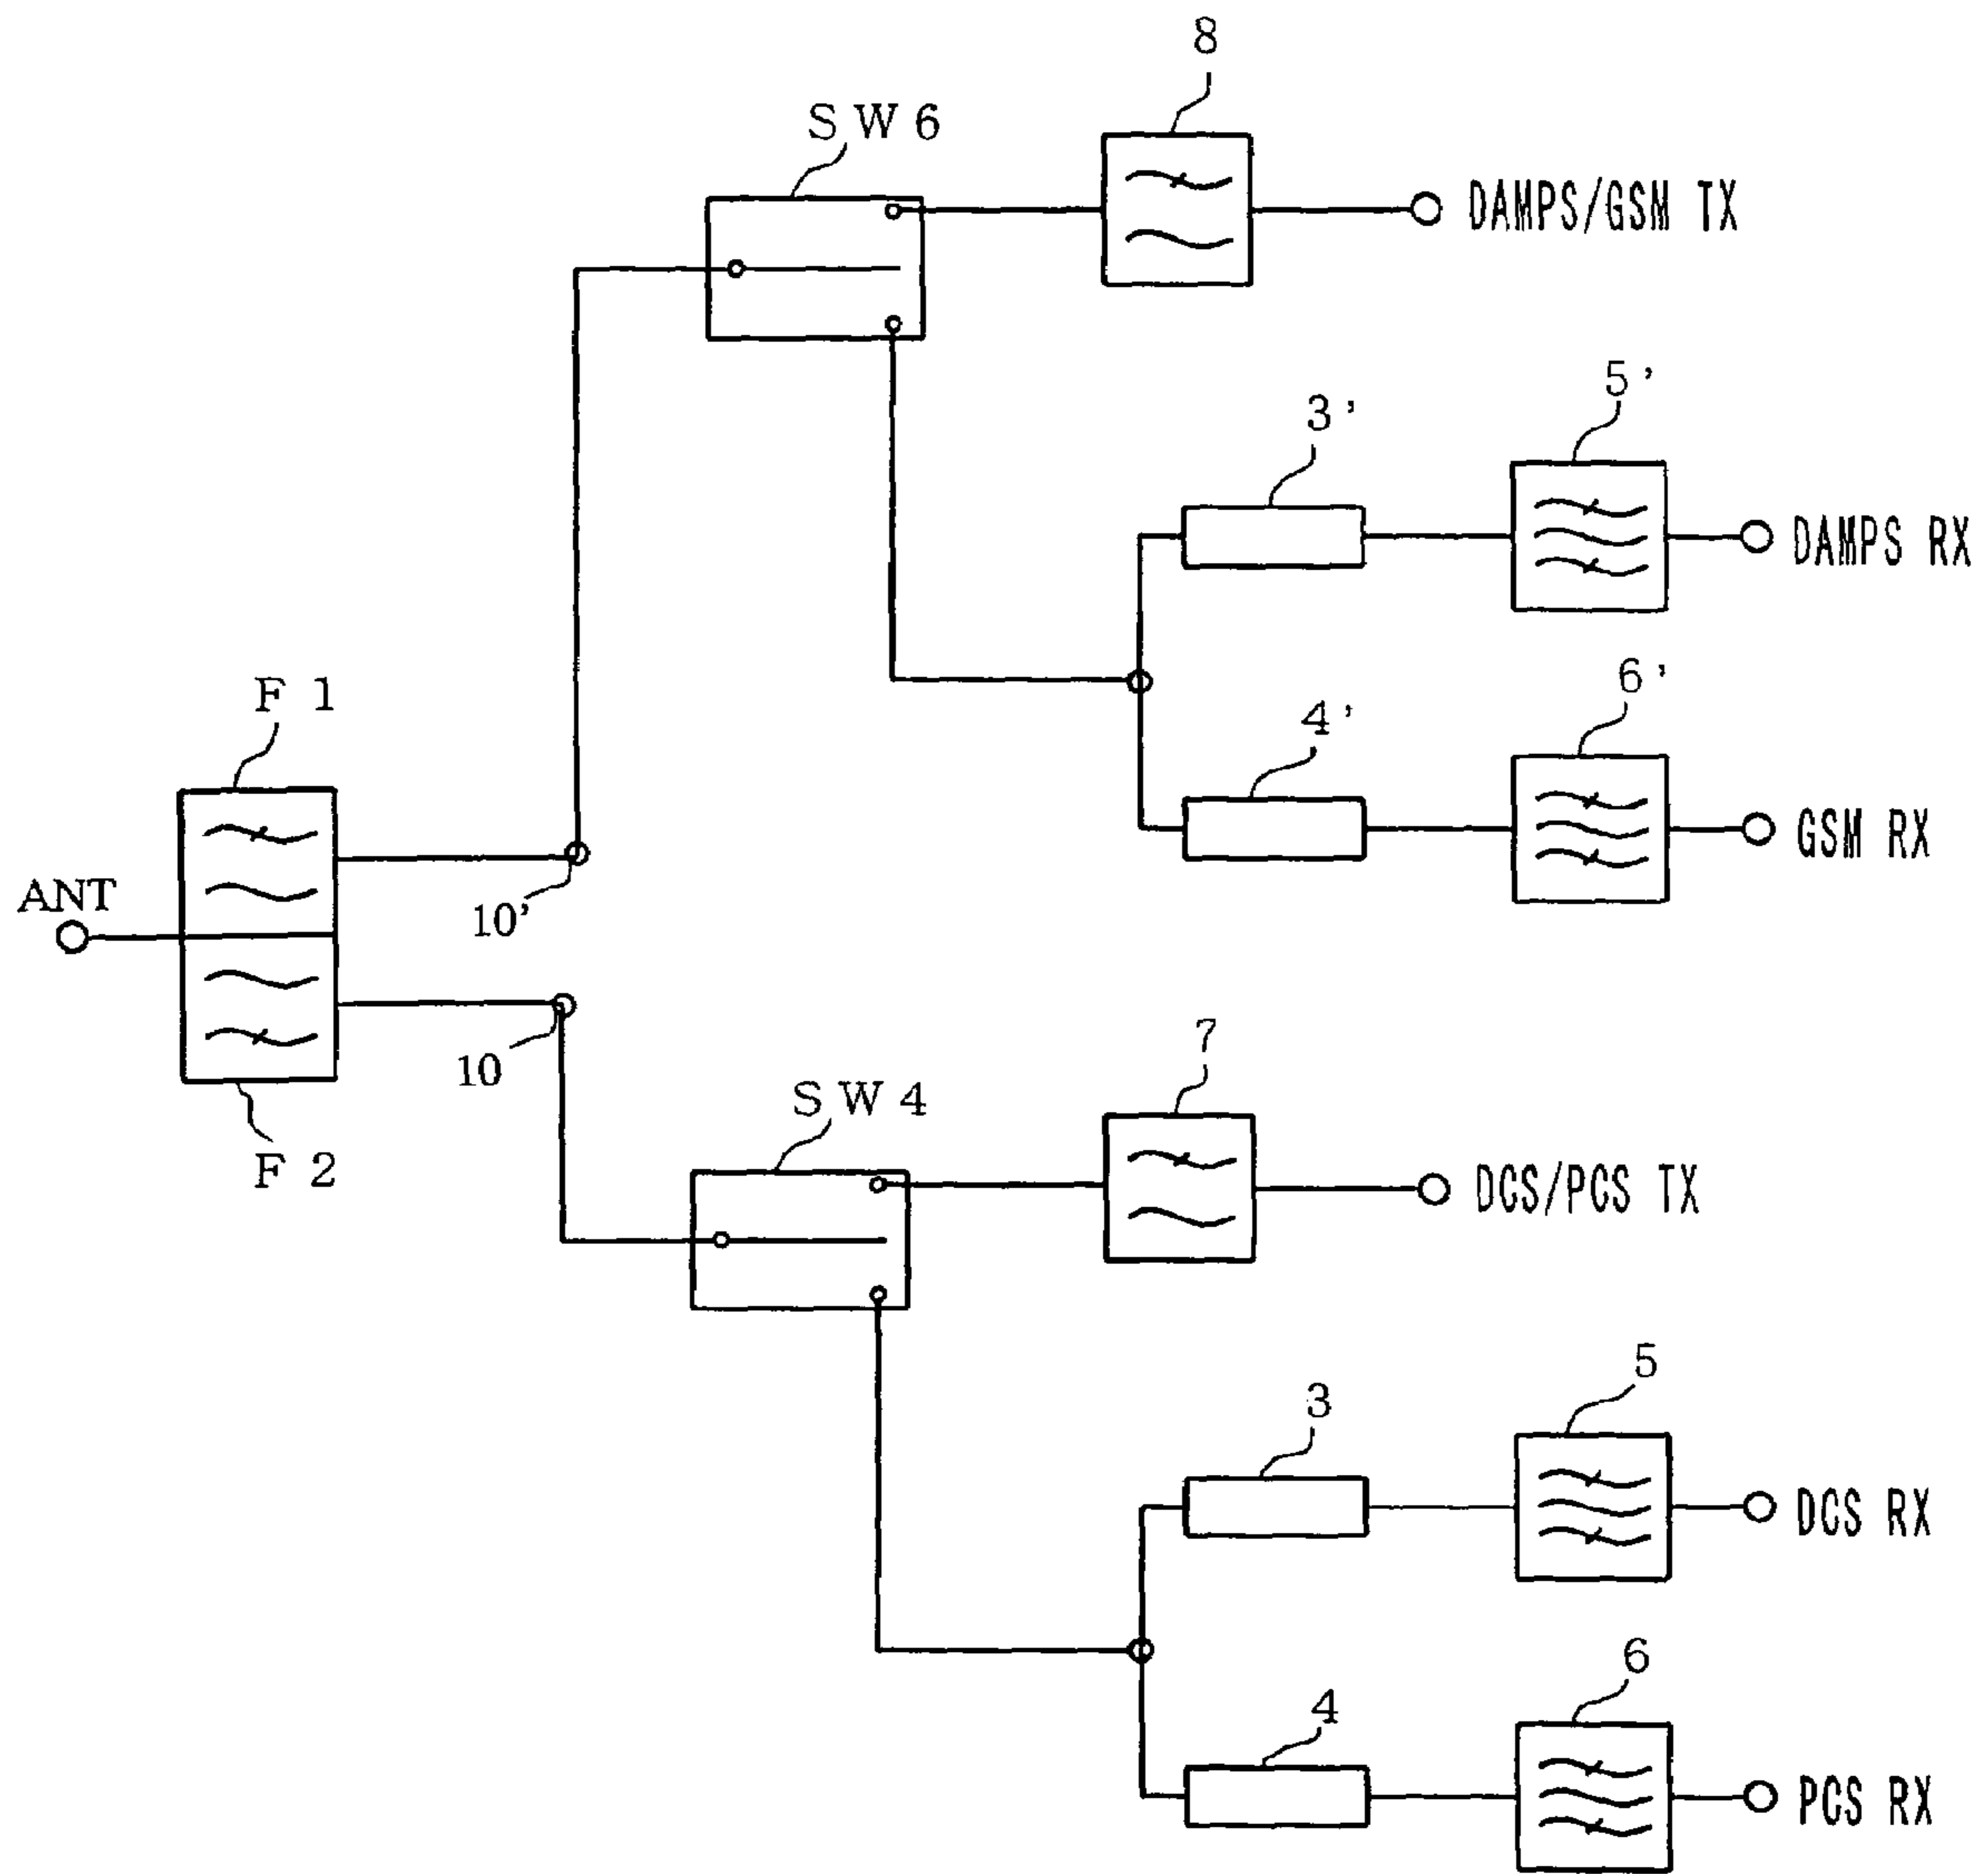 8
SW6
DAMPS/GSM TX
5'
3'
DAMPS RX
F1
6'
4'
GSM RX
ANT
10'
10
7
SW4
F2
DCS/PCS TX
5
3
DCS RX
6
4
PCS RX